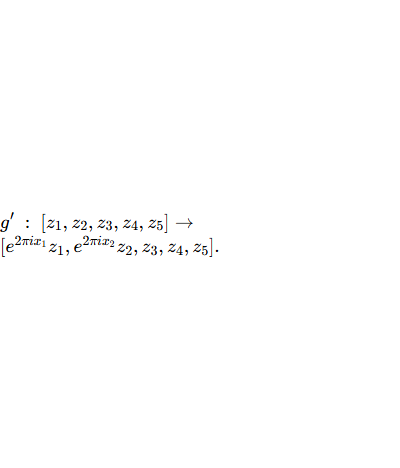 g′ : [z₁, z₂, z₃, z₄, z₅] →
[e^{2πix₁}z₁, e^{2πix₂}z₂, z₃, z₄, z₅].